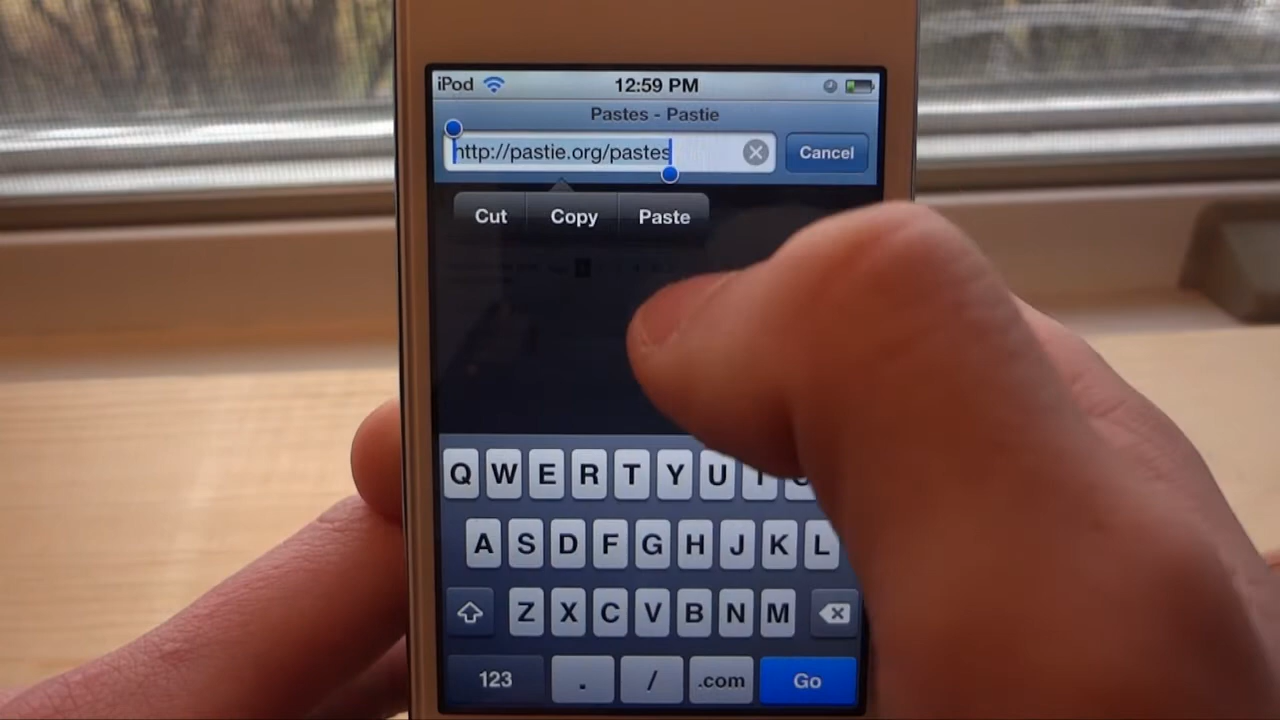 iPod 12:59 PM
Pastes - Pastie
http://pastie.org/pastes Cancel
Cut Copy Paste
Q W E R T Y U I
A S D F G H J K L
Z X C V B N M
123 . / .com Go